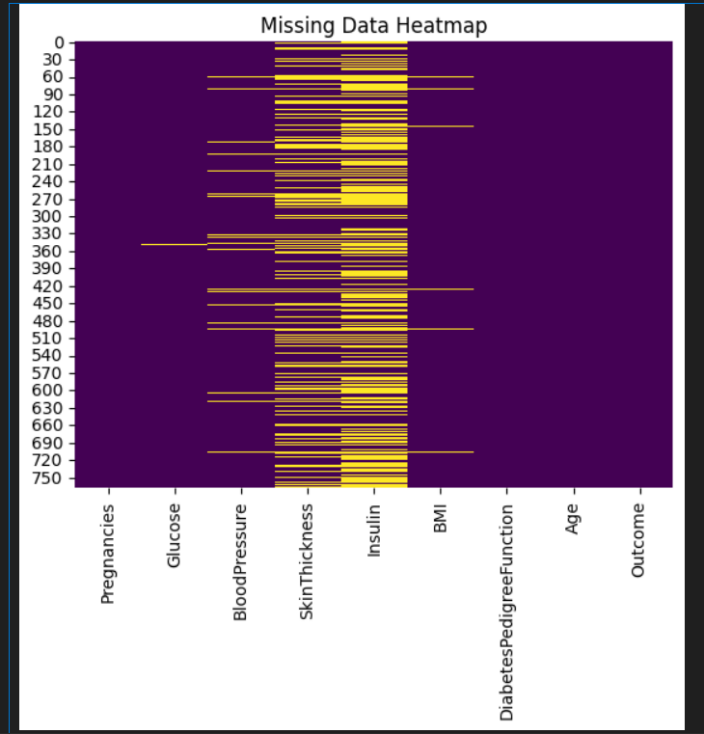 Missing Data Heatmap
0
30
60
90
120
150
180
210
240
270
300
330
360
390
420
450
480
510
540
570
600
630
660
690
720
750
Pregnancies
Glucose
BloodPressure
SkinThickness
Insulin
BMI
DiabetesPedigreeFunction
Age
Outcome